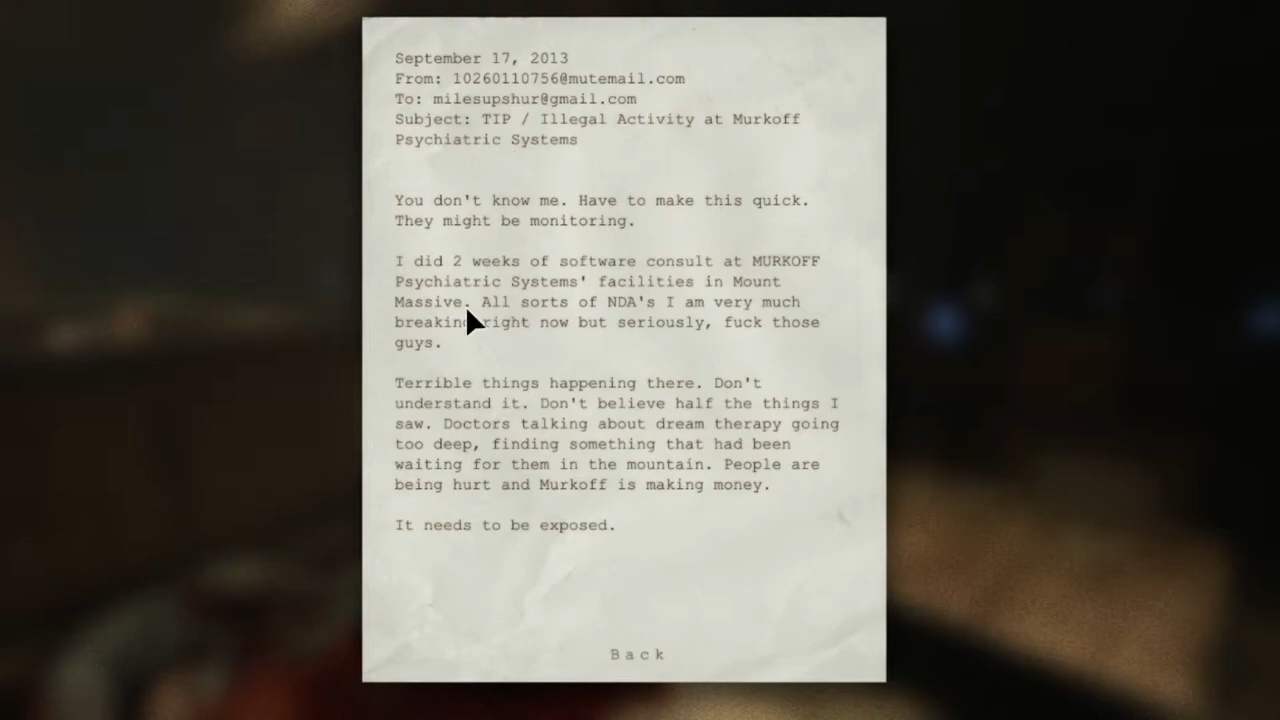 September 17, 2013
From: 10260110756@mutemail.com
To: milesupshur@gmail.com
Subject: TIP / Illegal Activity at Murkoff
Psychiatric Systems
You don't know me. Have to make this quick.
They might be monitoring.
I did 2 weeks of software consult at MURKOFF
Psychiatric Systems' facilities in Mount
Massive. All sorts of NDA's I am very much
breaking right now but seriously, fuck those
guys.
Terrible things happening there. Don't
understand it. Don't believe half the things I
saw. Doctors talking about dream therapy going
too deep, finding something that had been
waiting for them in the mountain. People are
being hurt and Murkoff is making money.
It needs to be exposed.
Back